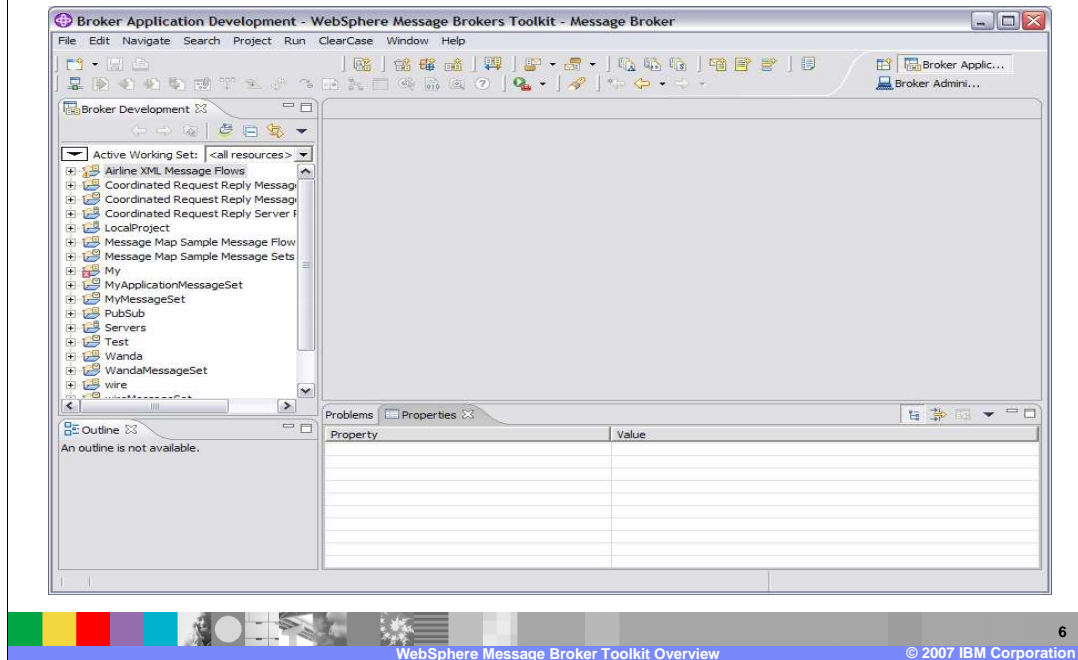 Broker Application Development - WebSphere Message Brokers Toolkit - Message Broker
File Edit Navigate Search Project Run ClearCase Window Help
Broker Applic...
Broker Admini...
Broker Development
Active Working Set: <all resources>
Airline XML Message Flows
Coordinated Request Reply Messag
Coordinated Request Reply Messag
Coordinated Request Reply Server
LocalProject
Message Map Sample Message Flow
Message Map Sample Message Sets
My
MyApplicationMessageSet
MyMessageSet
PubSub
Servers
Test
Wanda
WandaMessageSet
wire
Outline
An outline is not available.
Problems Properties
Property Value
6
WebSphere Message Broker Toolkit Overview
© 2007 IBM Corporation